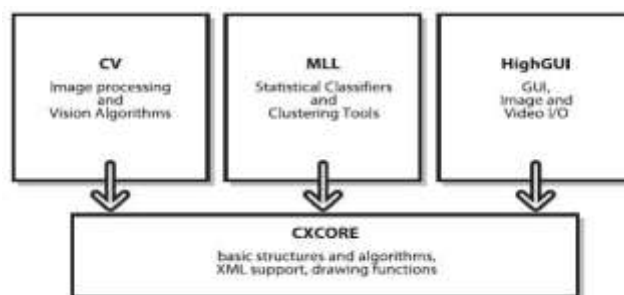 CV
Image processing
and
Vision Algorithms
MLL
Statistical Classifiers
and
Clustering Tools
HighGUI
GUI,
Image and
Video I/O
CXCORE
basic structures and algorithms,
XML support, drawing functions